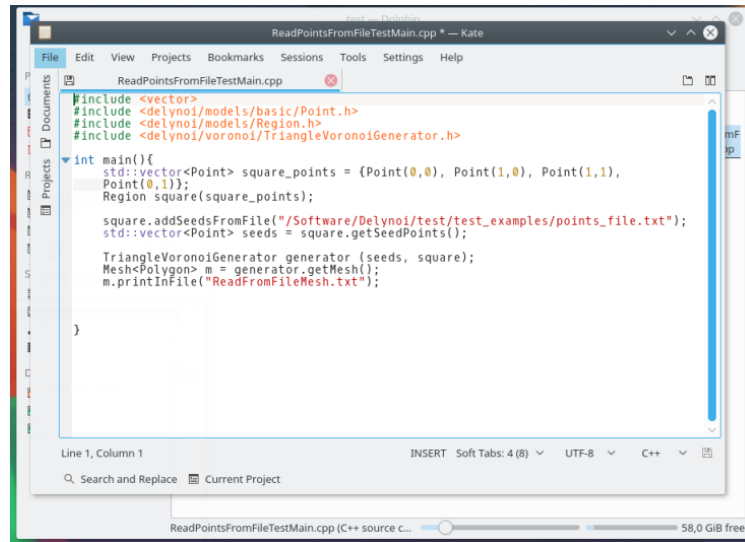 test — Dolphin
ReadPointsFromFileTestMain.cpp * — Kate
File Edit View Projects Bookmarks Sessions Tools Settings Help
ReadPointsFromFileTestMain.cpp
Documents
Projects
#include <vector>
#include <delynoi/models/basic/Point.h>
#include <delynoi/models/Region.h>
#include <delynoi/voronoi/TriangleVoronoiGenerator.h>
int main(){
std::vector<Point> square_points = {Point(0,0), Point(1,0), Point(1,1),
Point(0,1)};
Region square(square_points);
square.addSeedsFromFile("/Software/Delynoi/test/test_examples/points_file.txt");
std::vector<Point> seeds = square.getSeedPoints();
TriangleVoronoiGenerator generator (seeds, square);
Mesh<Polygon> m = generator.getMesh();
m.printInFile("ReadFromFileMesh.txt");
}
Line 1, Column 1 INSERT Soft Tabs: 4 (8) UTF-8 C++
Search and Replace Current Project
ReadPointsFromFileTestMain.cpp (C++ source c... 58,0 GiB free